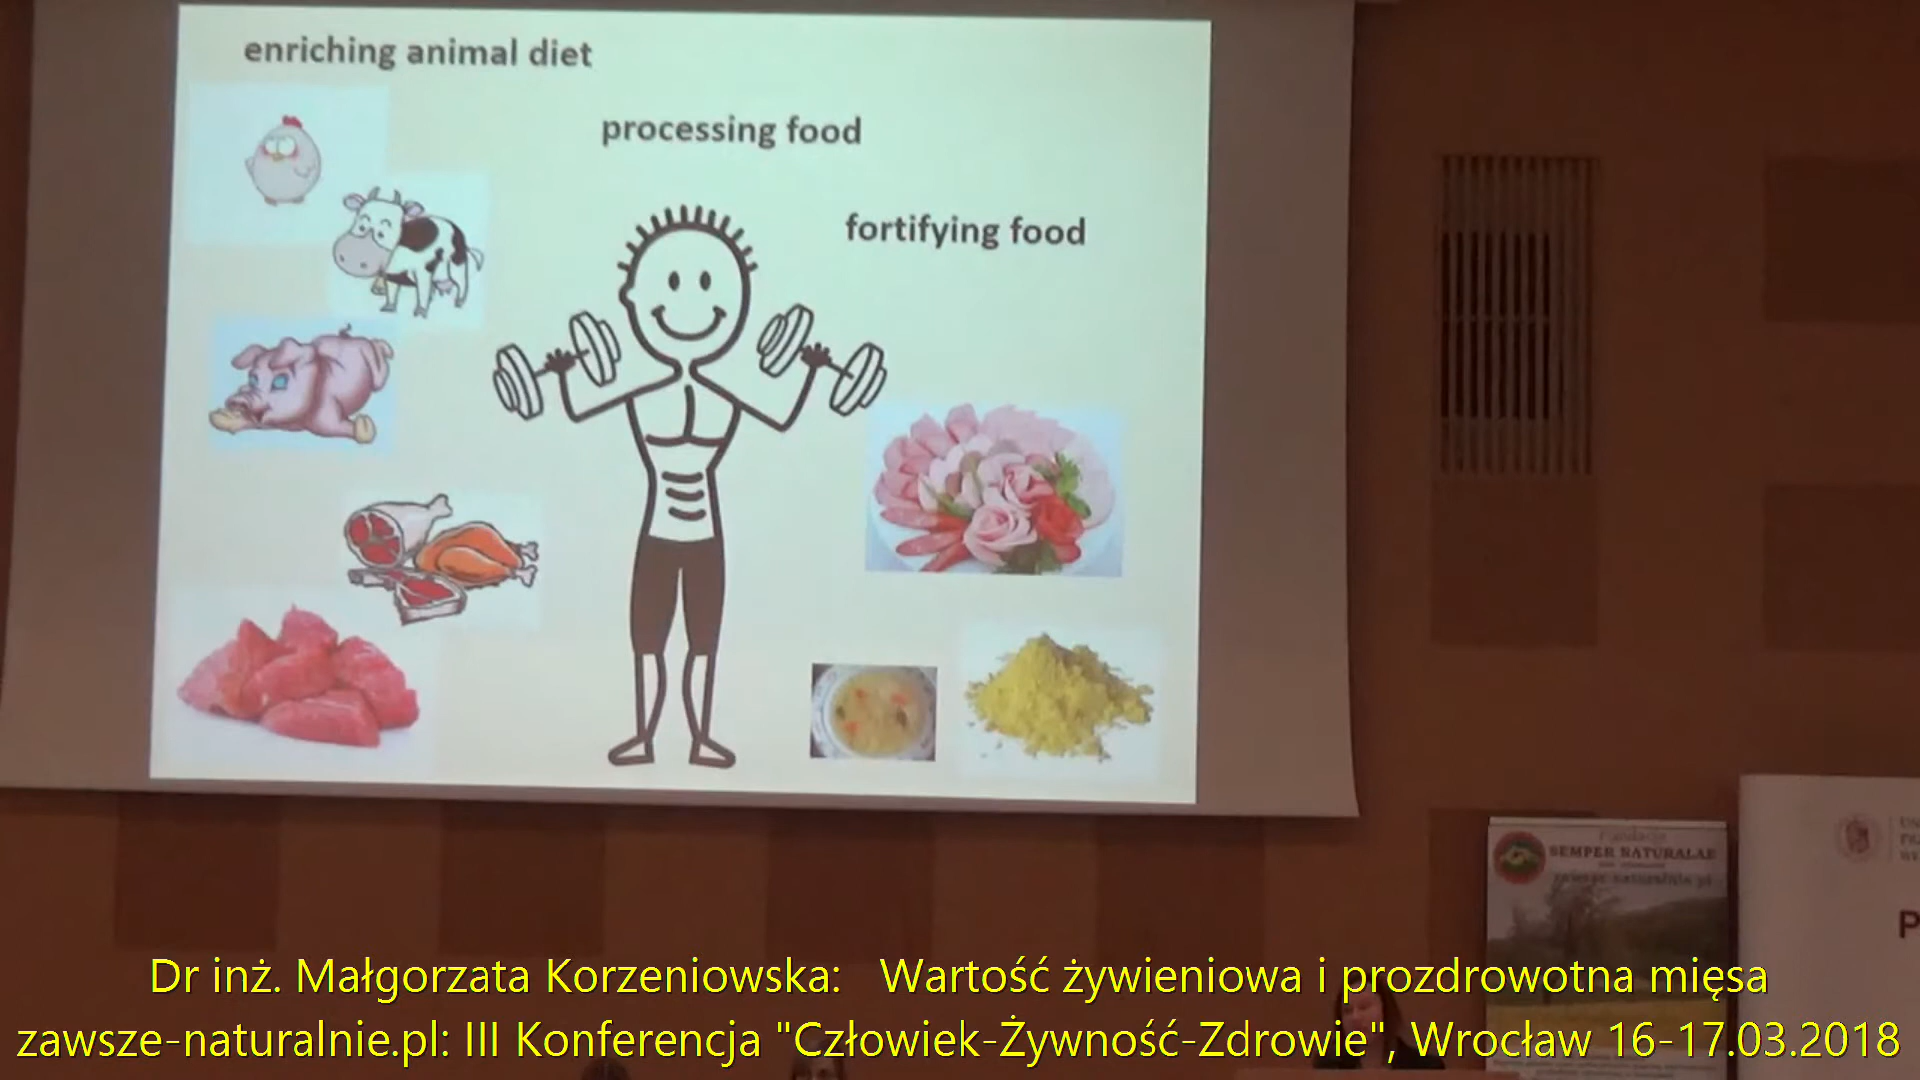 enriching animal diet
processing food
fortifying food
SEMPER NATURALAE
Dr inż. Małgorzata Korzeniowska:   Wartość żywieniowa i prozdrowotna mięsa
zawsze-naturalnie.pl: III Konferencja "Człowiek-Żywność-Zdrowie", Wrocław 16-17.03.2018